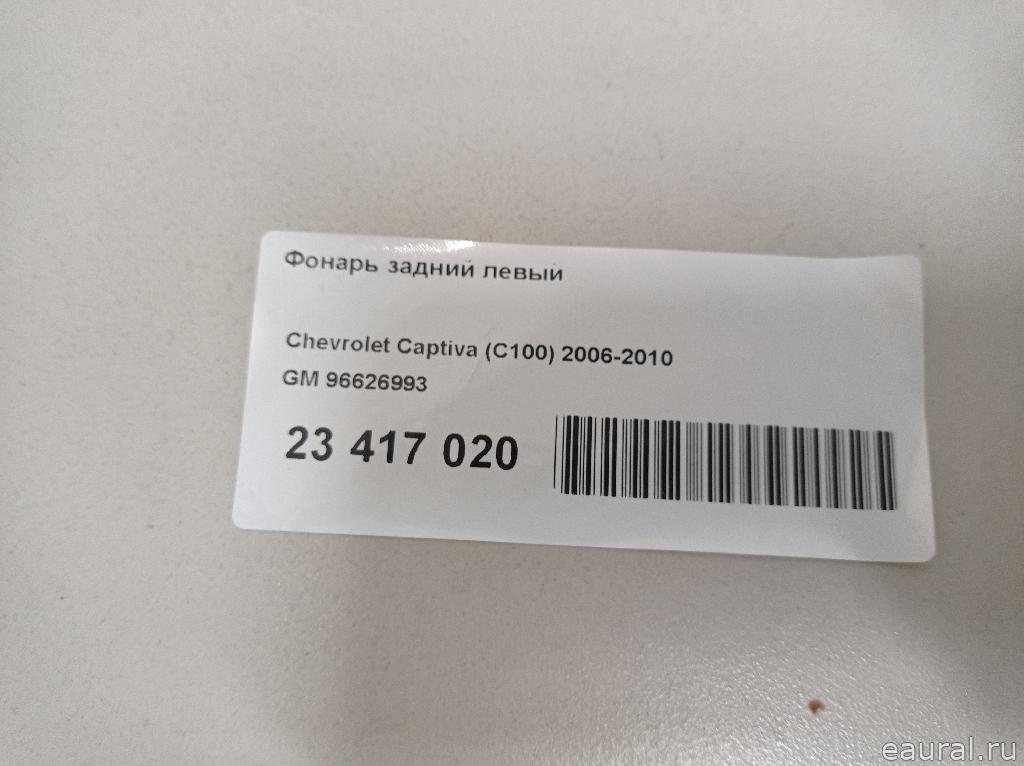 Фонарь задний левый
Chevrolet Captiva (C100) 2006-2010
GM 96626993
23 417 020
eaural.ru